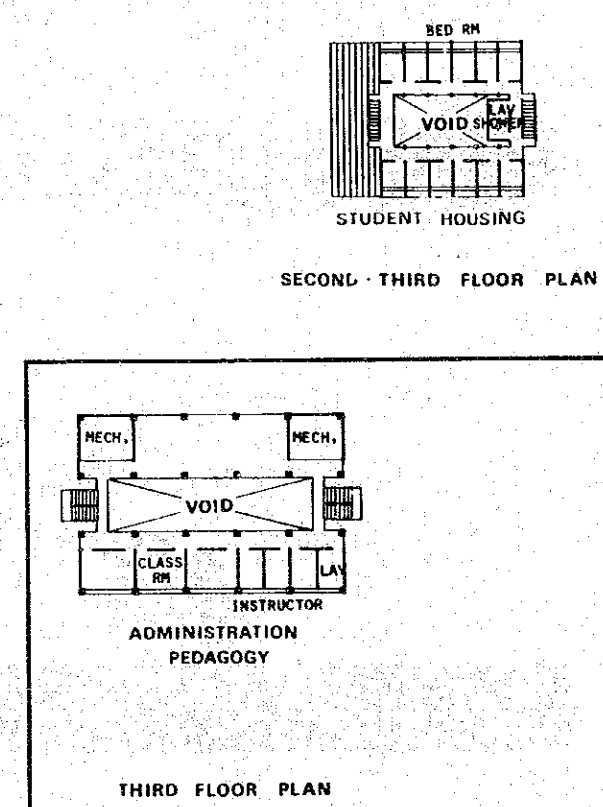 BED RM
VOID
LAV
SHOWER
STUDENT HOUSING
SECOND · THIRD FLOOR PLAN
MECH.
MECH.
VOID
CLASS
RM
LAV
INSTRUCTOR
ADMINISTRATION
PEDAGOGY
THIRD FLOOR PLAN